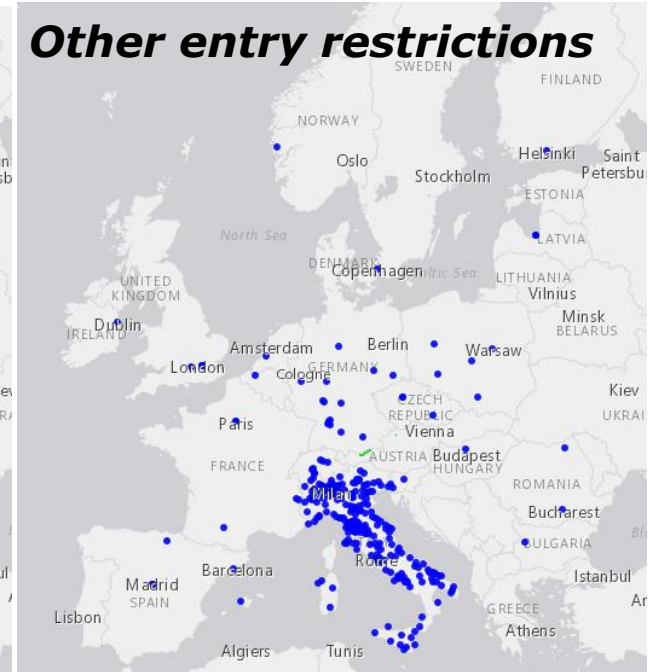 Other entry restrictions
SWEDEN
FINLAND
NORWAY
Oslo
Helsinki
Saint
Petersbu
Stockholm
ESTONIA
North Sea
LATVIA
DENMARK
Copenhagen
ltic Sea
LITHUANIA
Vilnius
UNITED
KINGDOM
Minsk
BELARUS
Dublin
IRELAND
Amsterdam
Berlin
Warsaw
London
Cologne
GERMANY
Kiev
CZECH
REPUBLIC
UKRAI
Paris
Vienna
FRANCE
AUSTRIA
Budapest
HUNGARY
Milan
ROMANIA
Bucharest
BULGARIA
Rome
Barcelona
Madrid
SPAIN
Istanbul
Lisbon
GREECE
Athens
Algiers
Tunis